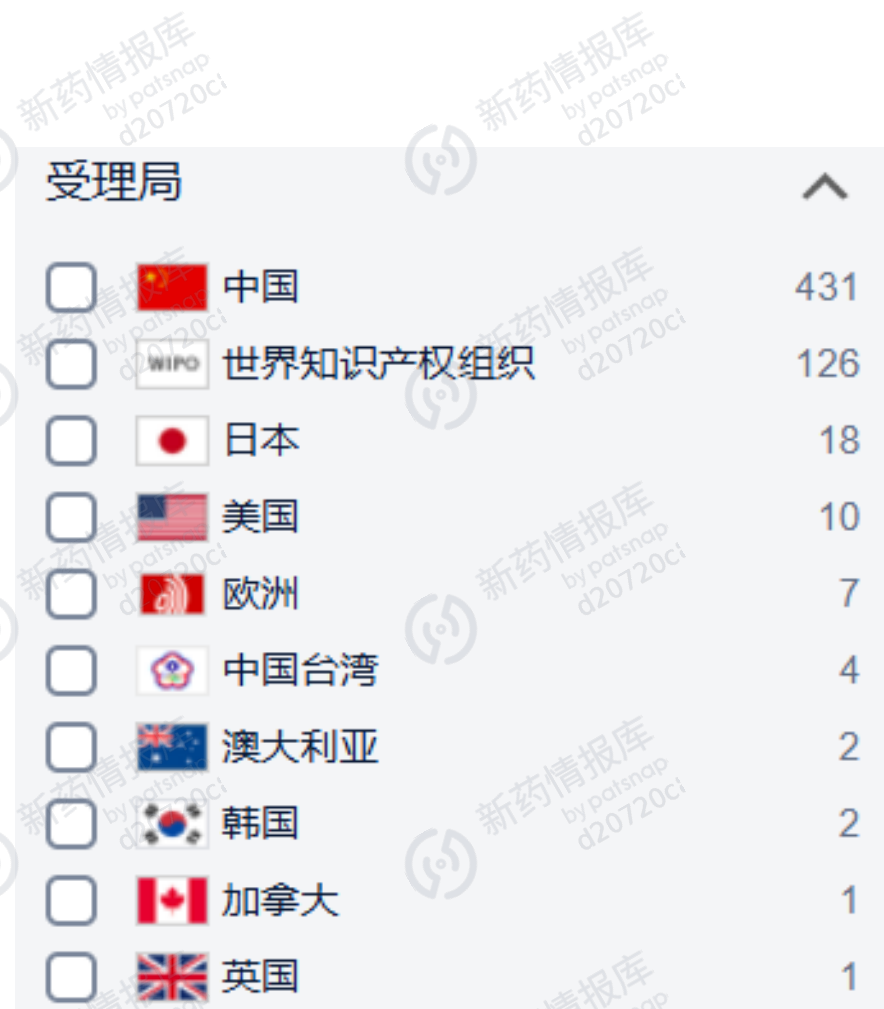 受理局
中国 431
WIPO 世界知识产权组织 126
日本 18
美国 10
欧洲 7
中国台湾 4
澳大利亚 2
韩国 2
加拿大 1
英国 1
新药情报库
by patsnap